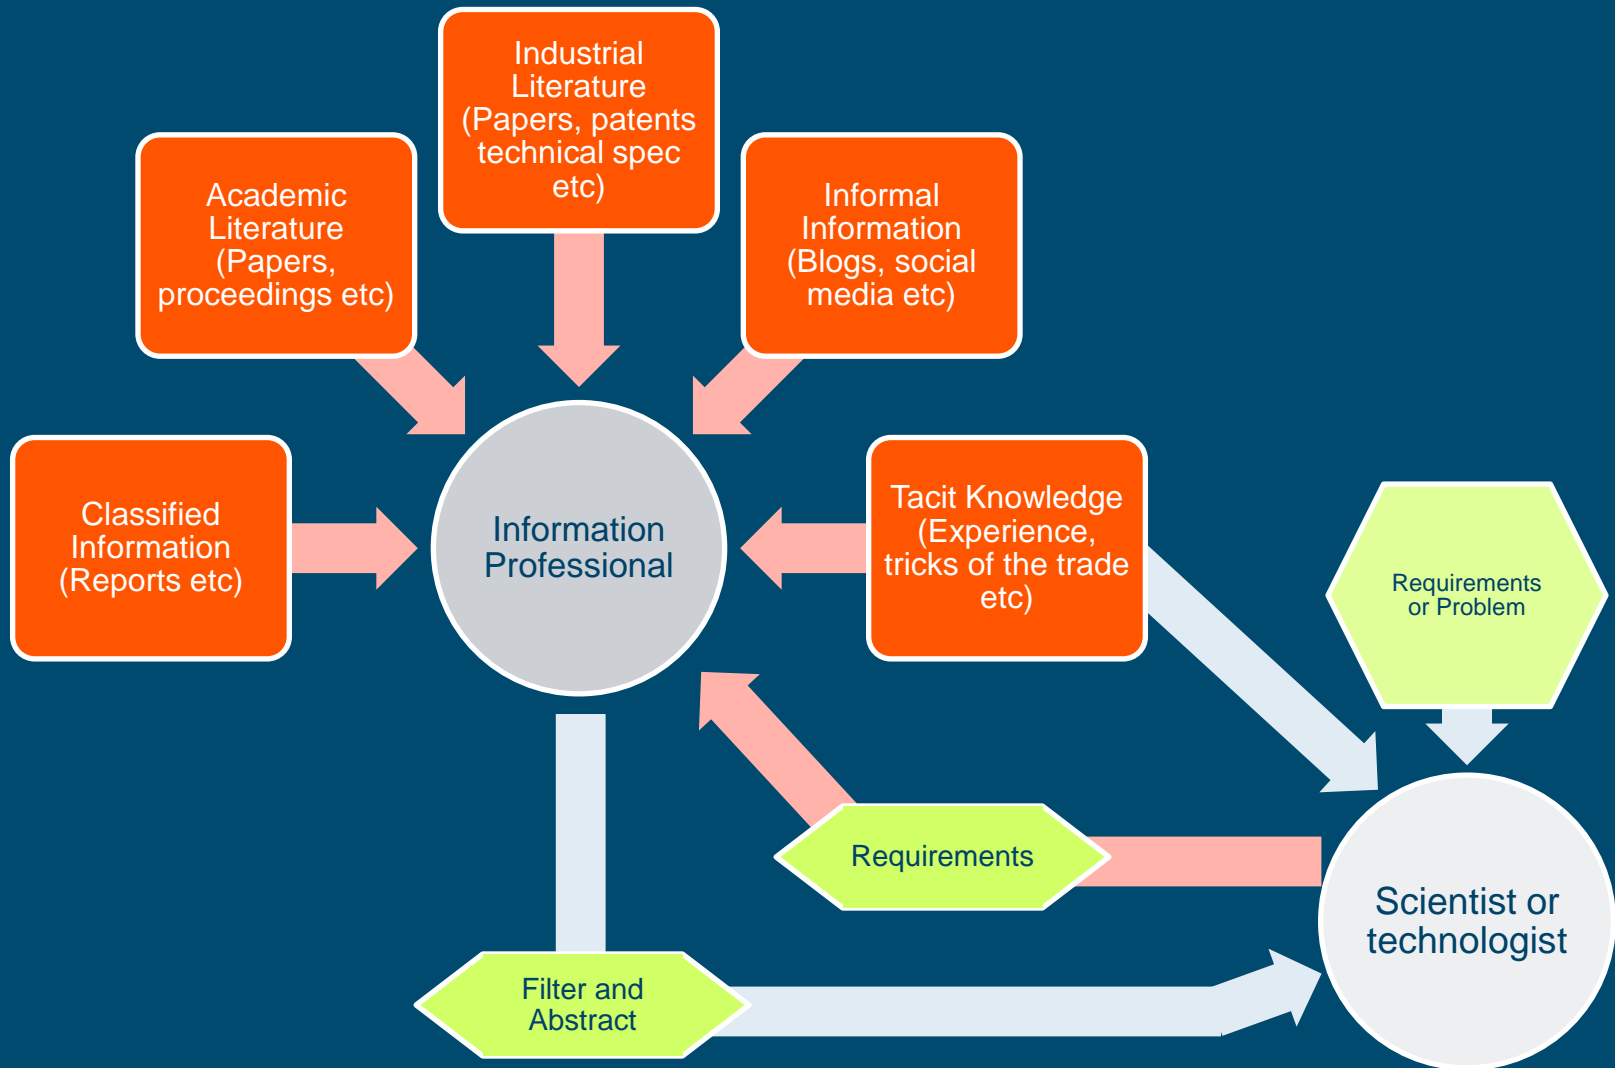 Industrial
Literature
(Papers, patents
technical spec
etc)
Academic
Literature
(Papers,
proceedings etc)
Informal
Information
(Blogs, social
media etc)
Classified
Information
(Reports etc)
Information
Professional
Tacit Knowledge
(Experience,
tricks of the trade
etc)
Requirements
or Problem
Requirements
Scientist or
technologist
Filter and
Abstract